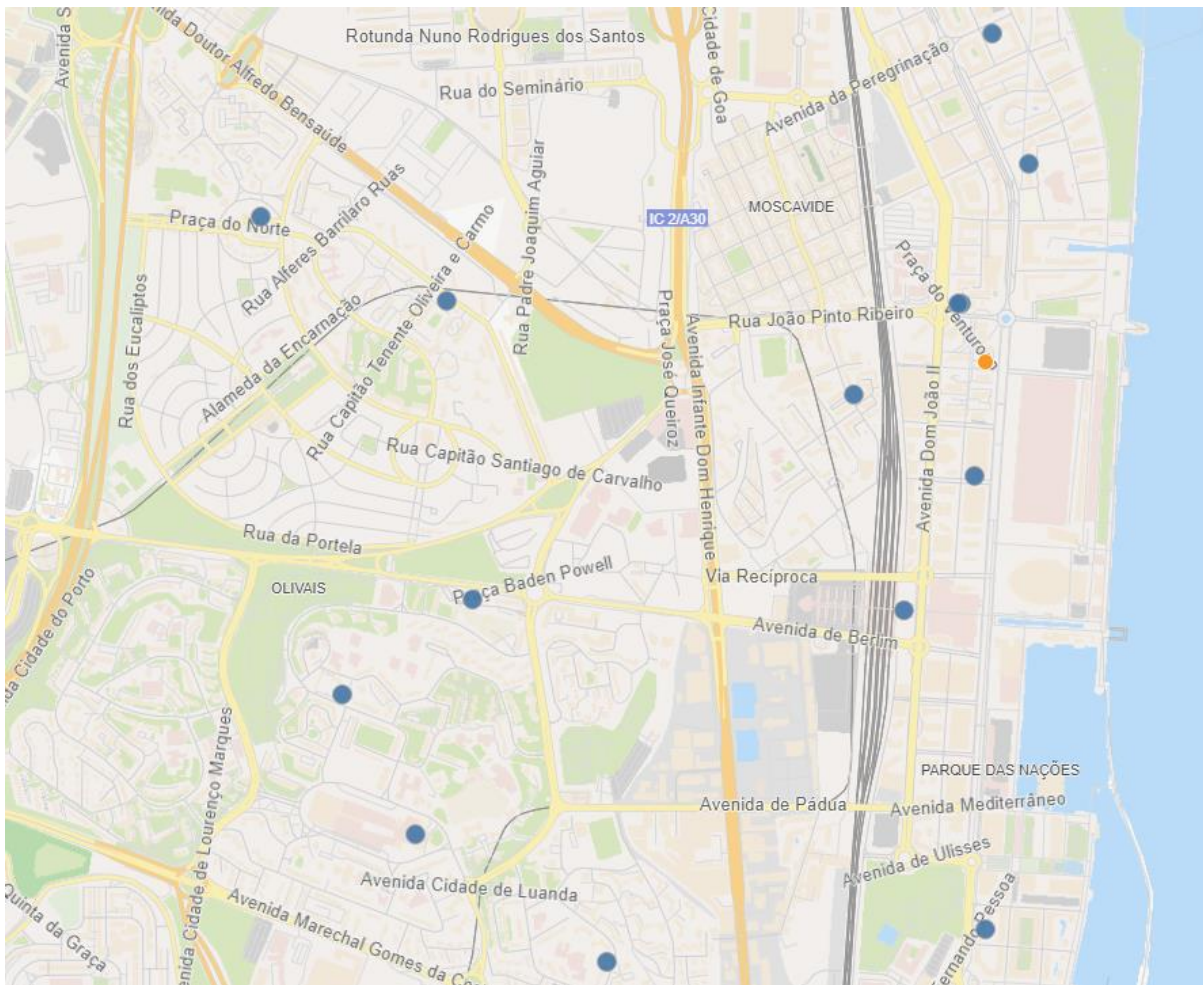 Avenida S
nida Doutor Alfredo Bensaúde
Rotunda Nuno Rodrigues dos Santos
Cidade de Goa
Rua do Seminário
Avenida da Peregrinação
Rua Padre Joaquim Aguiar
MOSCAVIDE
IC 2/A30
Praça do Norte
Rua Alferes Barrilaro Ruas
Rua Capitão Tenente Oliveira e Carmo
Praça do Venturoso
Rua dos Eucaliptos
Alameda da Encarnação
Praça José Queiroz
Rua João Pinto Ribeiro
Avenida Infante Dom Henrique
Avenida Dom João II
Rua Capitão Santiago de Carvalho
Rua da Portela
OLIVAIS
Praça Baden Powell
Via Recíproca
Avenida de Berlim
nida Cidade do Porto
PARQUE DAS NAÇÕES
Avenida de Pádua
Avenida Mediterrâneo
enida Cidade de Lourenço Marques
Avenida de Ulisses
Avenida Cidade de Luanda
Quinta da Graça
Avenida Marechal Gomes da Co
Fernando Pessoa